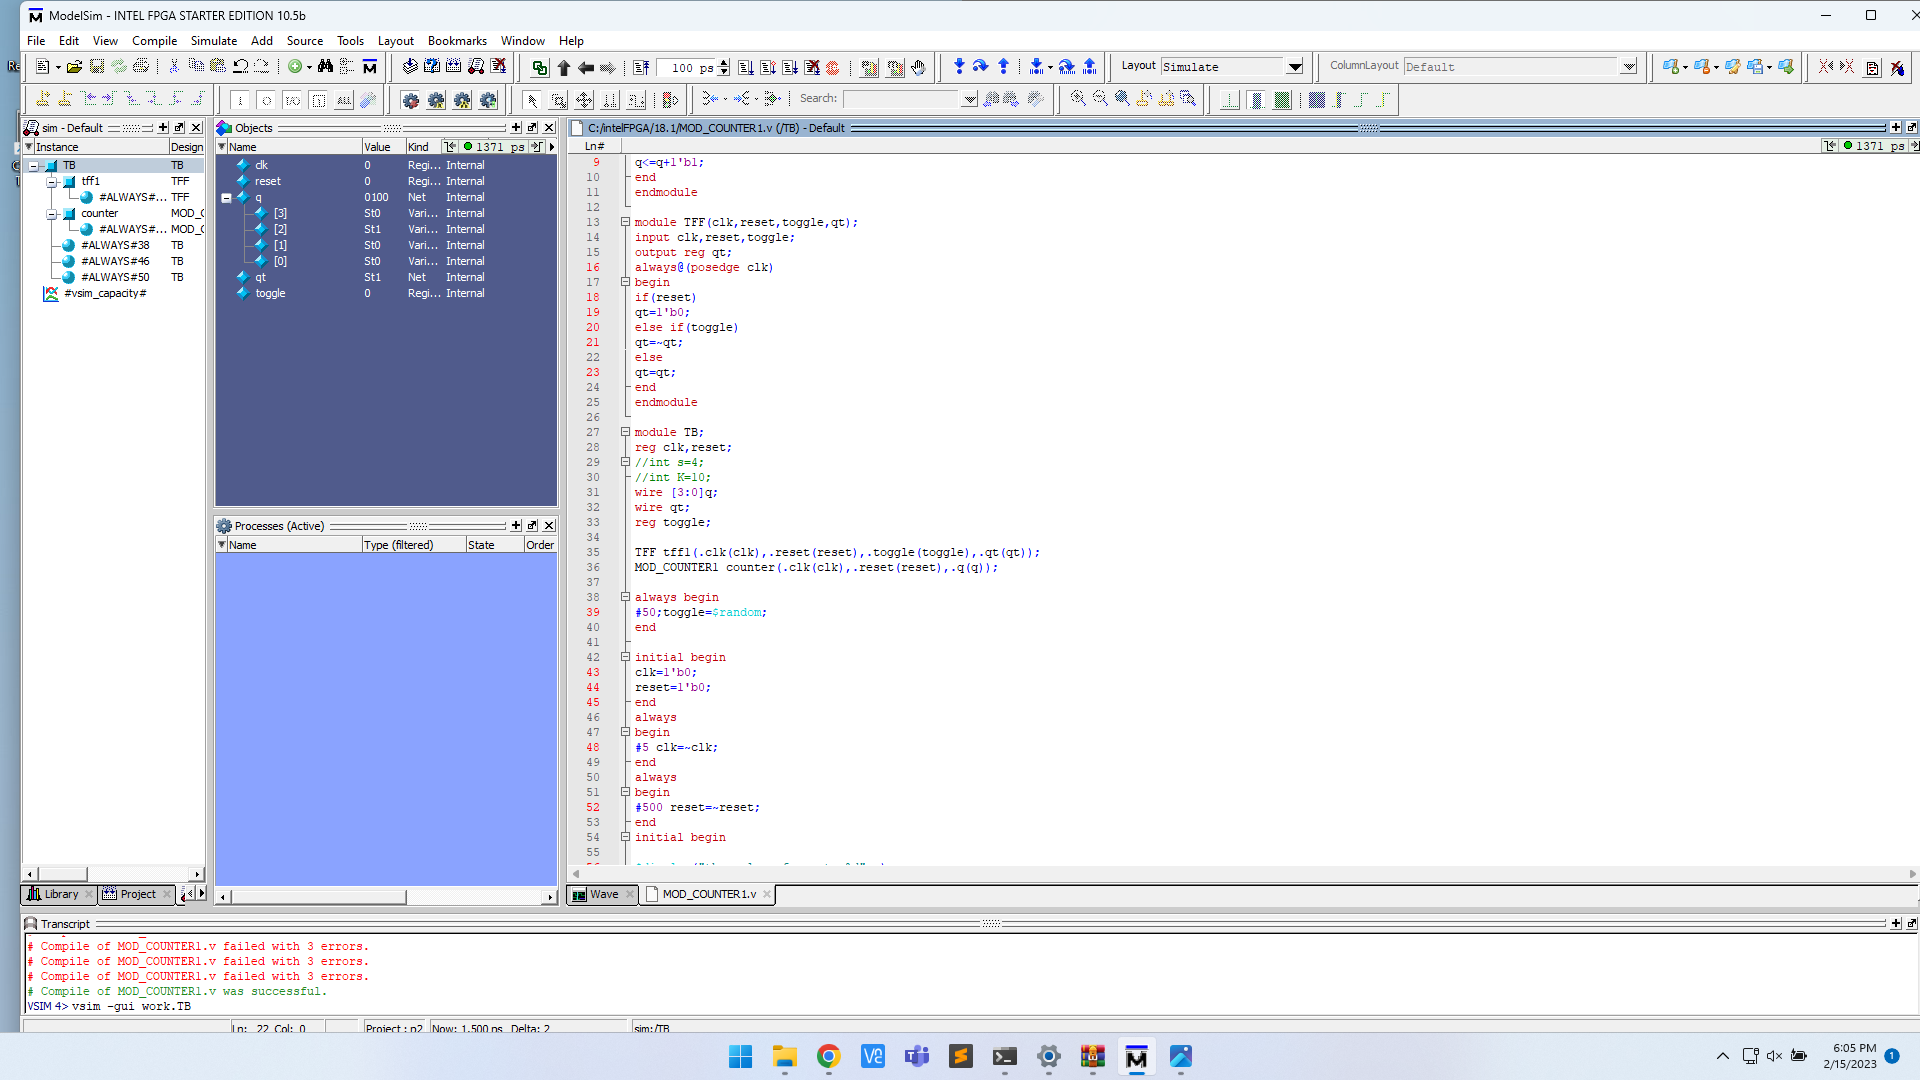 ModelSim - INTEL FPGA STARTER EDITION 10.5b
File Edit View Compile Simulate Add Source Tools Layout Bookmarks Window Help
100 ps
Layout Simulate
ColumnLayout Default
Search:
sim - Default
Instance Design
TB TB
tff1 TFF
#ALWAYS#... TFF
counter MOD_C
#ALWAYS#... MOD_C
#ALWAYS#38 TB
#ALWAYS#46 TB
#ALWAYS#50 TB
#vsim_capacity#
Library Project
Objects
Name Value Kind 1371 ps
clk 0 Regi... Internal
reset 0 Regi... Internal
q 0100 Net Internal
[3] St0 Vari... Internal
[2] St1 Vari... Internal
[1] St0 Vari... Internal
[0] St0 Vari... Internal
qt St1 Net Internal
toggle 0 Regi... Internal
Processes (Active)
Name Type (filtered) State Order
C:/intelFPGA/18.1/MOD_COUNTER1.v (/TB) - Default
Ln# 1371 ps
9 q<=q+1'b1;
10 end
11 endmodule
12
13 module TFF(clk,reset,toggle,qt);
14 input clk,reset,toggle;
15 output reg qt;
16 always@(posedge clk)
17 begin
18 if(reset)
19 qt=1'b0;
20 else if(toggle)
21 qt=~qt;
22 else
23 qt=qt;
24 end
25 endmodule
26
27 module TB;
28 reg clk,reset;
29 //int s=4;
30 //int K=10;
31 wire [3:0]q;
32 wire qt;
33 reg toggle;
34
35 TFF tff1(.clk(clk),.reset(reset),.toggle(toggle),.qt(qt));
36 MOD_COUNTER1 counter(.clk(clk),.reset(reset),.q(q));
37
38 always begin
39 #50;toggle=$random;
40 end
41
42 initial begin
43 clk=1'b0;
44 reset=1'b0;
45 end
46 always
47 begin
48 #5 clk=~clk;
49 end
50 always
51 begin
52 #500 reset=~reset;
53 end
54 initial begin
55
Wave MOD_COUNTER1.v
Transcript
# Compile of MOD_COUNTER1.v failed with 3 errors.
# Compile of MOD_COUNTER1.v failed with 3 errors.
# Compile of MOD_COUNTER1.v failed with 3 errors.
# Compile of MOD_COUNTER1.v was successful.
VSIM 4> vsim -gui work.TB
Ln: 22 Col: 0 Project : p2 Now: 1,500 ns Delta: 2 sim:/TB
6:05 PM
2/15/2023
1